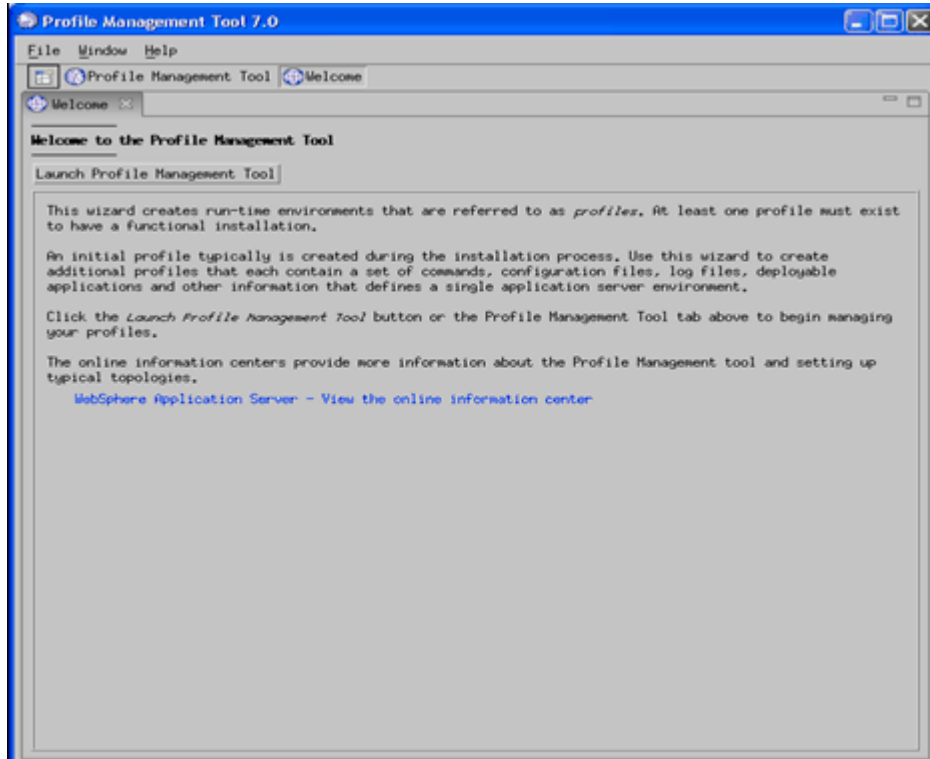 Profile Management Tool 7.0
File Window Help
Profile Management Tool Welcome
Welcome
Welcome to the Profile Management Tool
Launch Profile Management Tool
This wizard creates run-time environments that are referred to as profiles. At least one profile must exist
to have a functional installation.
An initial profile typically is created during the installation process. Use this wizard to create
additional profiles that each contain a set of commands, configuration files, log files, deployable
applications and other information that defines a single application server environment.
Click the Launch Profile Management Tool button or the Profile Management Tool tab above to begin managing
your profiles.
The online information centers provide more information about the Profile Management tool and setting up
typical topologies.
WebSphere Application Server - View the online information center